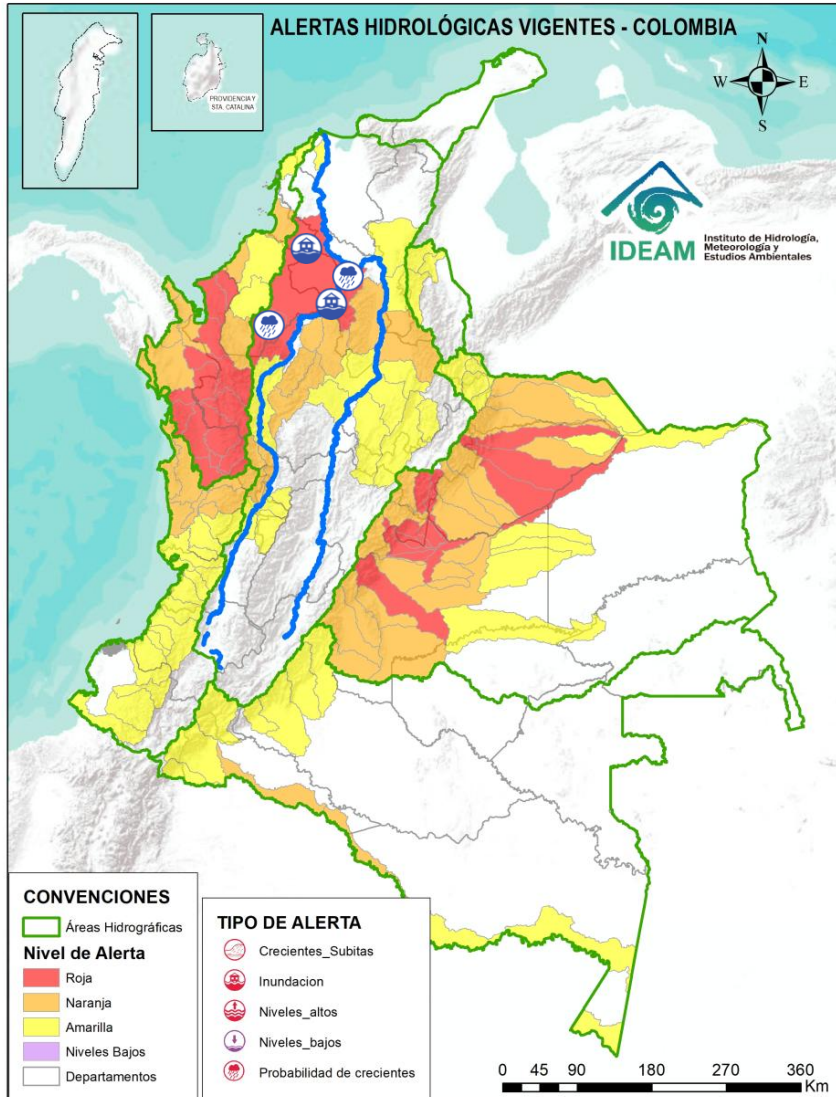 ALERTAS HIDROLÓGICAS VIGENTES - COLOMBIA
PROVIDENCIA Y
STA. CATALINA
N
W
E
S
IDEAM
Instituto de Hidrología,
Meteorología y
Estudios Ambientales
CONVENCIONES
Áreas Hidrográficas
Nivel de Alerta
Roja
Naranja
Amarilla
Niveles Bajos
Departamentos
TIPO DE ALERTA
Crecientes_Subitas
Inundacion
Niveles_altos
Niveles_bajos
Probabilidad de crecientes
0 45 90 180 270 360
Km